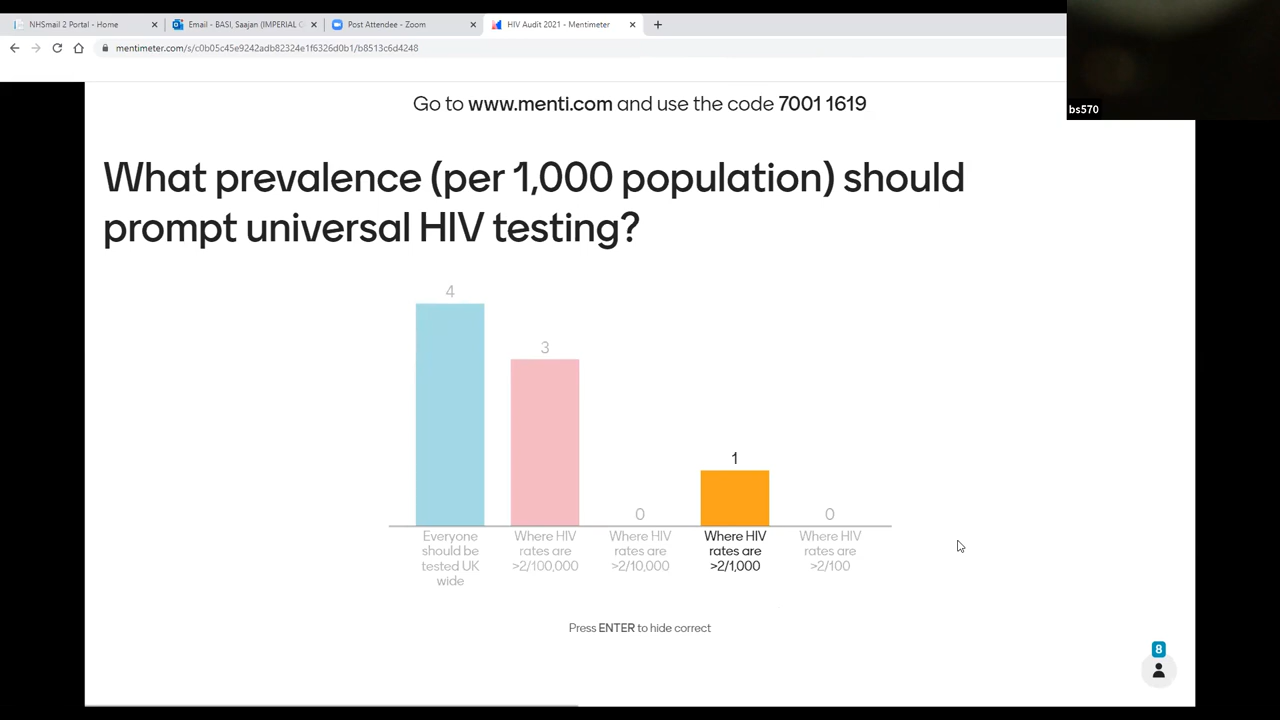 NHSmail 2 Portal - Home
Email - BASI, Saajan (IMPERIAL C
Post Attendee - Zoom
HIV Audit 2021 - Mentimeter
mentimeter.com/s/c0b05c45e9242adb82324e1f6326d0b1/b8513c6d4248
bs570
Go to www.menti.com and use the code 7001 1619
What prevalence (per 1,000 population) should
prompt universal HIV testing?
4
3
0
1
0
Everyone
should be
tested UK
wide
Where HIV
rates are
>2/100,000
Where HIV
rates are
>2/10,000
Where HIV
rates are
>2/1,000
Where HIV
rates are
>2/100
Press ENTER to hide correct
8